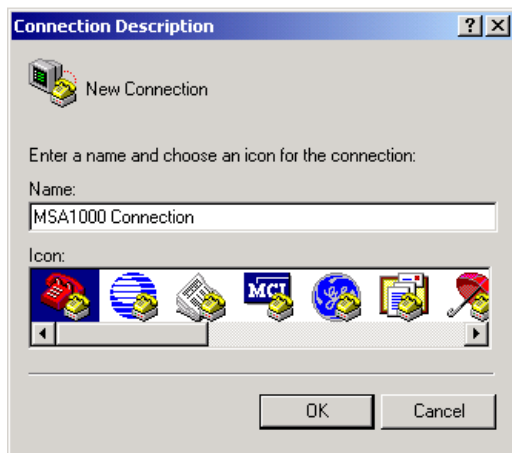 Connection Description
New Connection
Enter a name and choose an icon for the connection:
Name:
MSA1000 Connection
Icon:
MCI
OK
Cancel